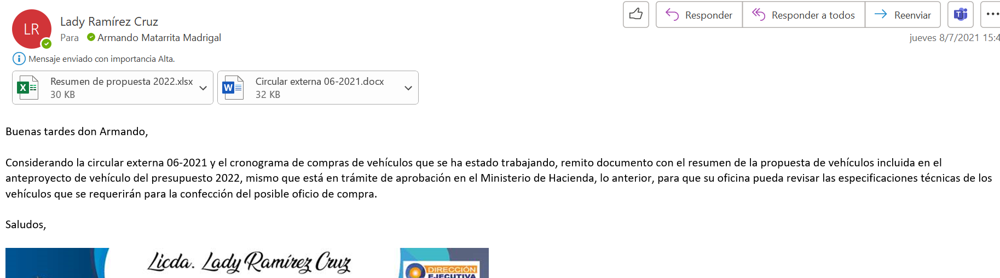 LR
Lady Ramírez Cruz
Para Armando Matarrita Madrigal
Responder
Responder a todos
Reenviar
jueves 8/7/2021 15:4
Mensaje enviado con importancia Alta.
Resumen de propuesta 2022.xlsx
30 KB
Circular externa 06-2021.docx
32 KB
Buenas tardes don Armando,
Considerando la circular externa 06-2021 y el cronograma de compras de vehículos que se ha estado trabajando, remito documento con el resumen de la propuesta de vehículos incluida en el
anteproyecto de vehículo del presupuesto 2022, mismo que está en trámite de aprobación en el Ministerio de Hacienda, lo anterior, para que su oficina pueda revisar las especificaciones técnicas de los
vehículos que se requerirán para la confección del posible oficio de compra.
Saludos,
Licda. Lady Ramírez Cruz
DIRECCIÓN
EJECUTIVA